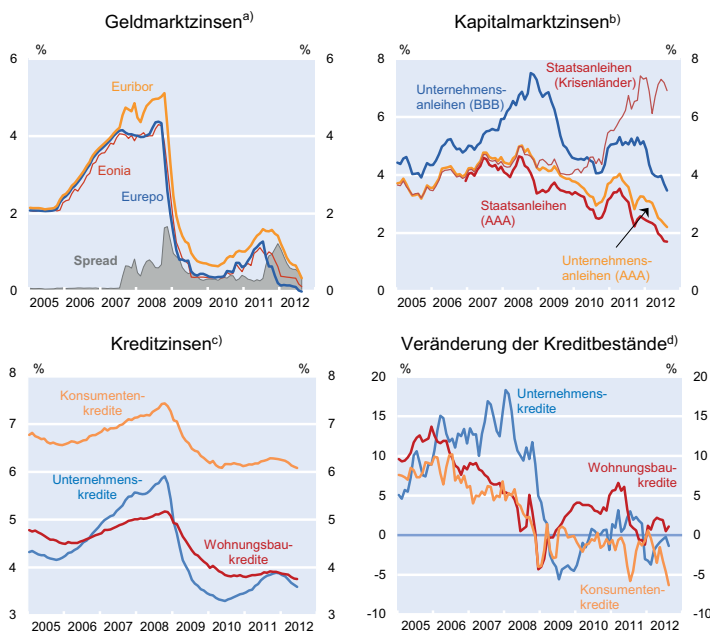 Geldmarktzinsen a)
% %
6 6
Euribor
4 4
Eonia
Eurepo
2 2
Spread
0 0
2005 2006 2007 2008 2009 2010 2011 2012
Kapitalmarktzinsen b)
% %
8 8
Staatsanleihen
(Krisenländer)
Unternehmens-
anleihen (BBB)
6 6
4 4
Staatsanleihen
(AAA)
2 2
Unternehmens-
anleihen (AAA)
0 0
2005 2006 2007 2008 2009 2010 2011 2012
Kreditzinsen c)
% %
8 8
Konsumenten-
kredite
7 7
6 6
Unternehmens-
kredite
5 5
Wohnungsbau-
kredite
4 4
3 3
2005 2006 2007 2008 2009 2010 2011 2012
Veränderung der Kreditbestände d)
% %
20 20
Unternehmens-
kredite
15 15
10 10
Wohnungsbau-
kredite
5 5
0 0
-5 -5
Konsumenten-
kredite
-10 -10
2005 2006 2007 2008 2009 2010 2011 2012